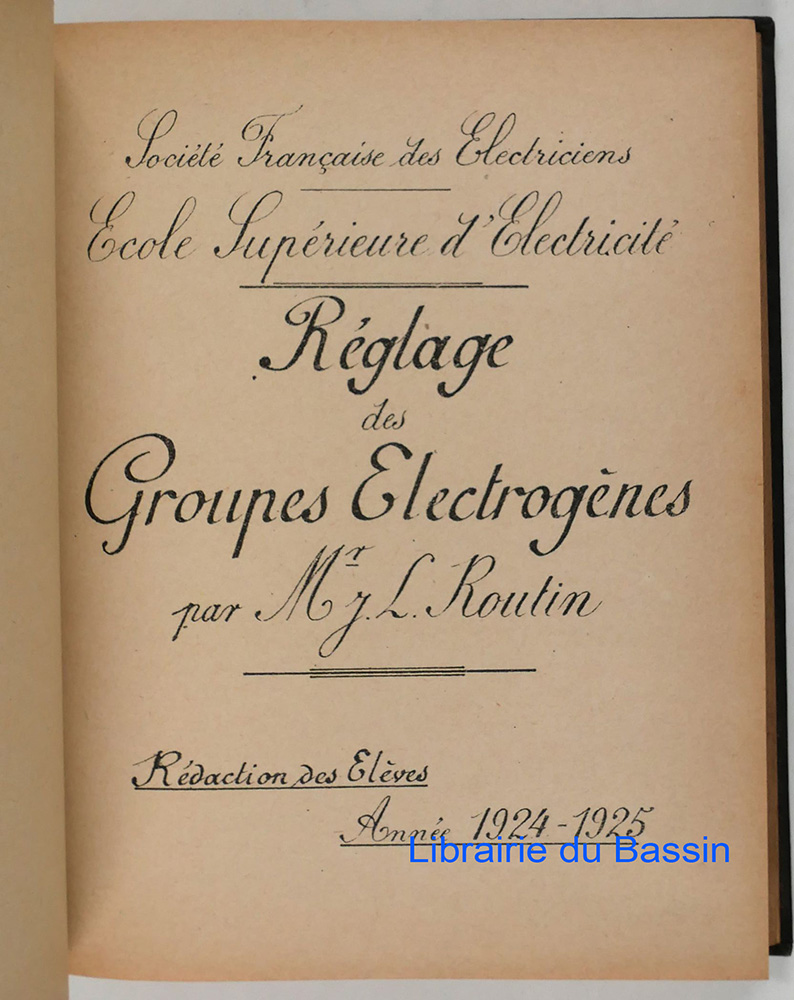 Société Française des Electriciens
Ecole Supérieure d'Electricité
Réglage
des
Groupes Electrogènes
par Mr J. L. Routin
Rédaction des Elèves
Année 1924-1925
Librairie du Bassin